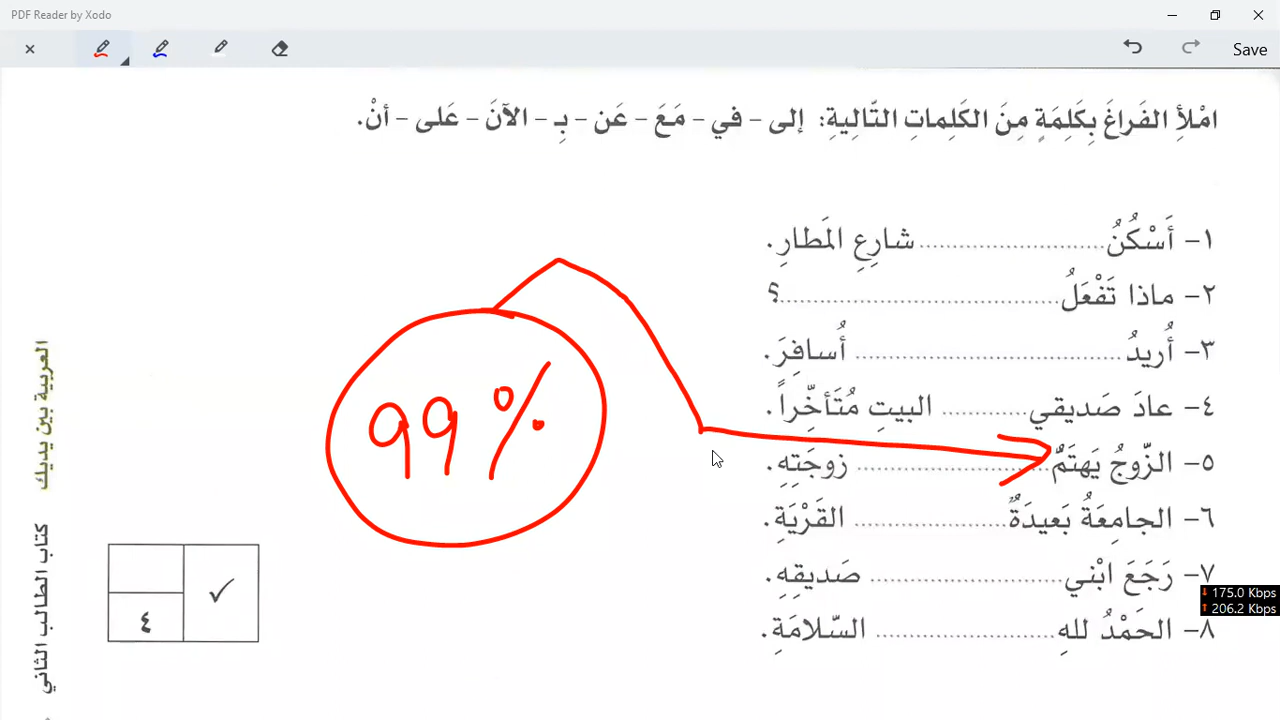 PDF Reader by Xodo
Save
امْلأِ الفَراغَ بِكَلِمَةٍ مِنَ الكَلِماتِ التّالِيةِ: إلى – في – مَعَ – عَن – بِـ – الآنَ – عَلى – أنْ.
١- أَسْكُنُ .............................. شارِعِ المَطارِ.
٢- ماذا تَفْعَلُ .............................. ؟
٣- أُريدُ .............................. أُسافِرَ.
٤- عادَ صَديقي .............. البيتِ مُتَأخِّراً.
٥- الزّوجُ يَهتَمُّ .............................. زوجَتِهِ.
٦- الجامِعَةُ بَعيدَةٌ .................... القَرْيَةِ.
٧- رَجَعَ ابْني .............................. صَديقِهِ.
٨- الحَمْدُ للهِ .............................. السّلامَةِ.
99 %
العربية بين يديك
كتاب الطالب الثاني
✓
٤
175.0 Kbps
206.2 Kbps